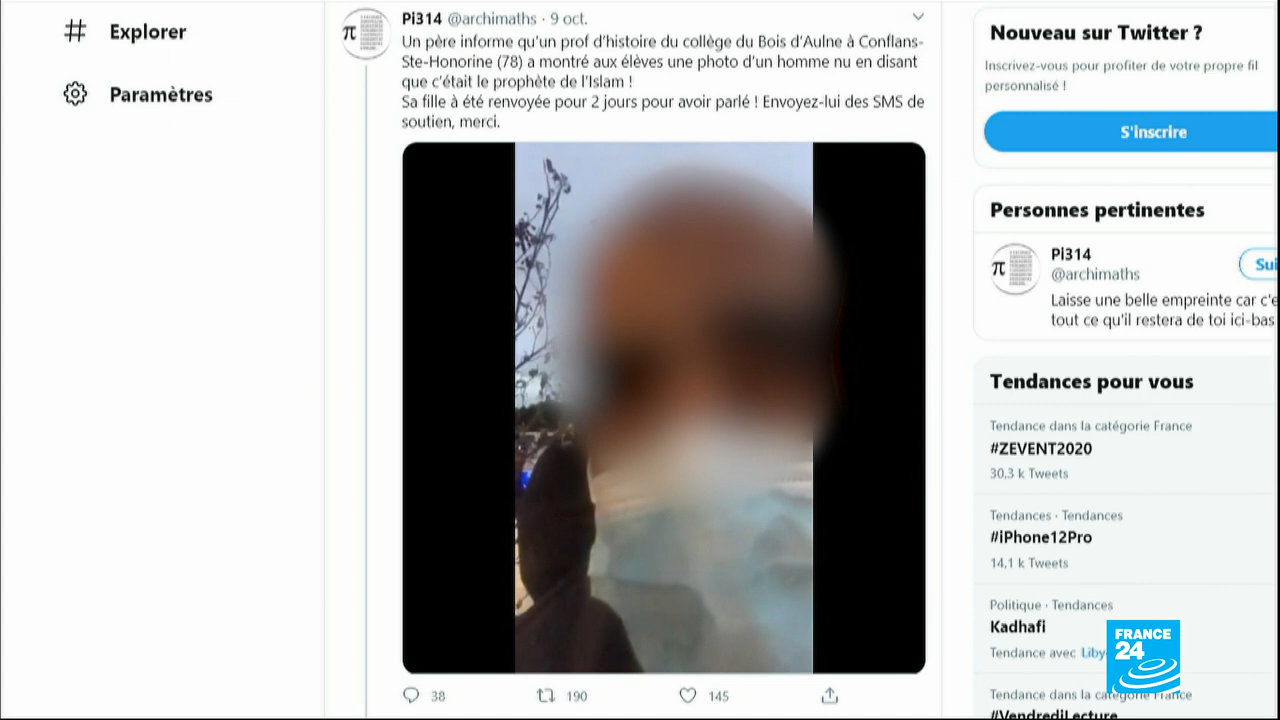 Explorer
Paramètres
Pi314 @archimaths · 9 oct.
Un père informe qu'un prof d'histoire du collège du Bois d'Aulne à Conflans-
Ste-Honorine (78) a montré aux élèves une photo d'un homme nu en disant
que c'était le prophète de l'Islam !
Sa fille à été renvoyée pour 2 jours pour avoir parlé ! Envoyez-lui des SMS de
soutien, merci.
38
190
145
Nouveau sur Twitter ?
Inscrivez-vous pour profiter de votre propre fil
personnalisé !
S'inscrire
Personnes pertinentes
Pi314
@archimaths
Sui
Laisse une belle empreinte car c'e
tout ce qu'il restera de toi ici-bas
Tendances pour vous
Tendance dans la catégorie France
#ZEVENT2020
30,3 k Tweets
Tendances · Tendances
#iPhone12Pro
14,1 k Tweets
Politique · Tendances
Kadhafi
Tendance avec Liby
Tendance dans la catégorie France
#VendrediLecture
FRANCE
24